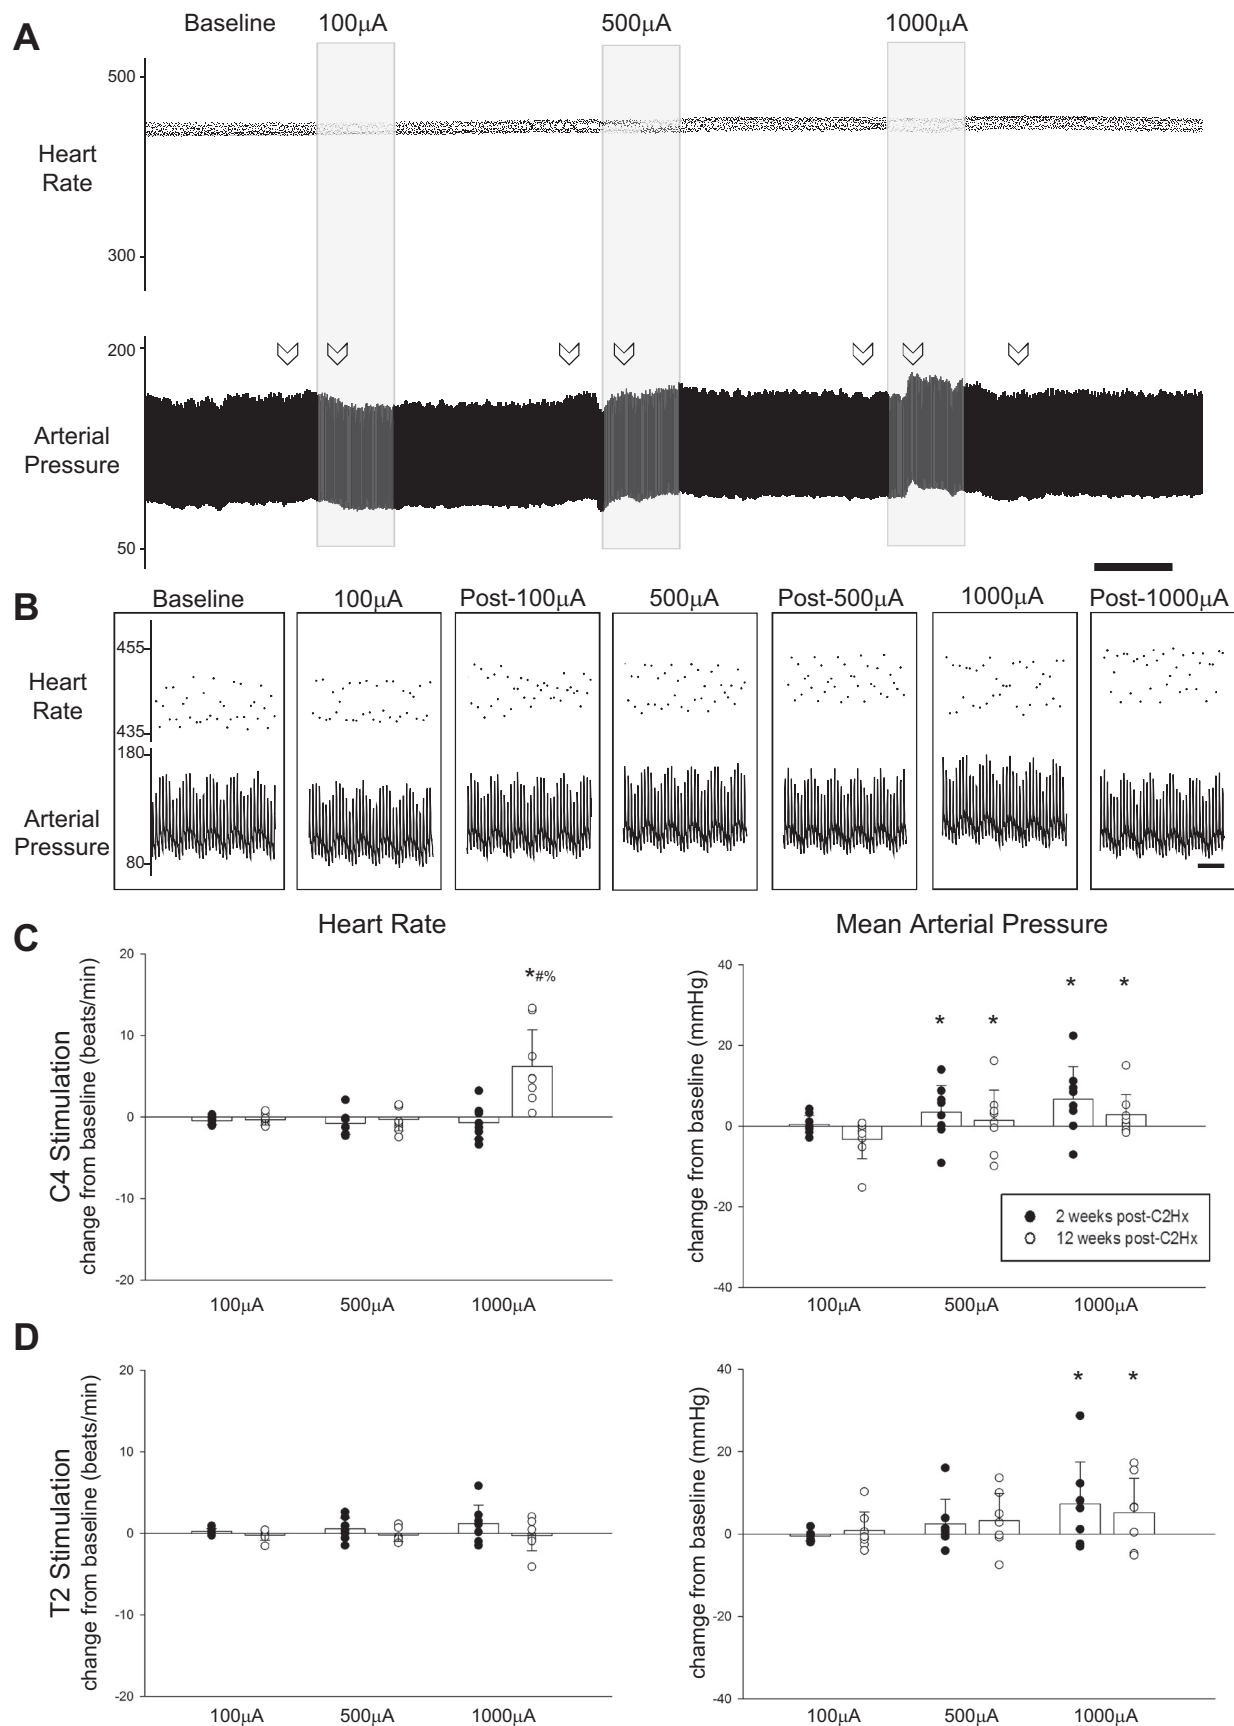 A
Baseline 100µA 500µA 1000µA
500
Heart
Rate
300
200
Arterial
Pressure
50
B
Baseline 100µA Post-100µA 500µA Post-500µA 1000µA Post-1000µA
455
Heart
Rate
435
180
Arterial
Pressure
80
C
Heart Rate Mean Arterial Pressure
C4 Stimulation
change from baseline (beats/min)
20
10
0
-10
-20
*#%
100µA 500µA 1000µA
chamge from baseline (mmHg)
40
20
0
-20
-40
* * * *
2 weeks post-C2Hx
12 weeks post-C2Hx
100µA 500µA 1000µA
D
T2 Stimulation
change from baseline (beats/min)
20
10
0
-10
-20
100µA 500µA 1000µA
chamge from baseline (mmHg)
40
20
0
-20
-40
* *
100µA 500µA 1000µA